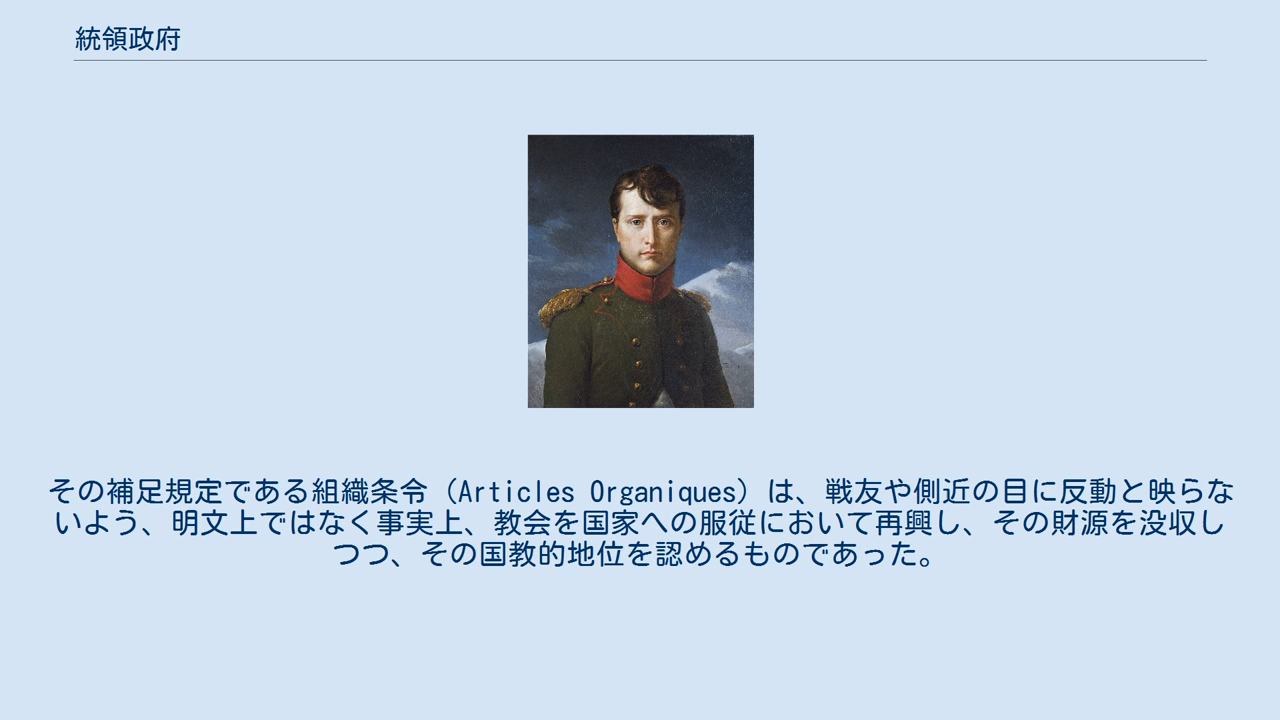 統領政府
その補足規定である組織条令（Articles Organiques）は、戦友や側近の目に反動と映らな
いよう、明文上ではなく事実上、教会を国家への服従において再興し、その財源を没収し
つつ、その国教的地位を認めるものであった。